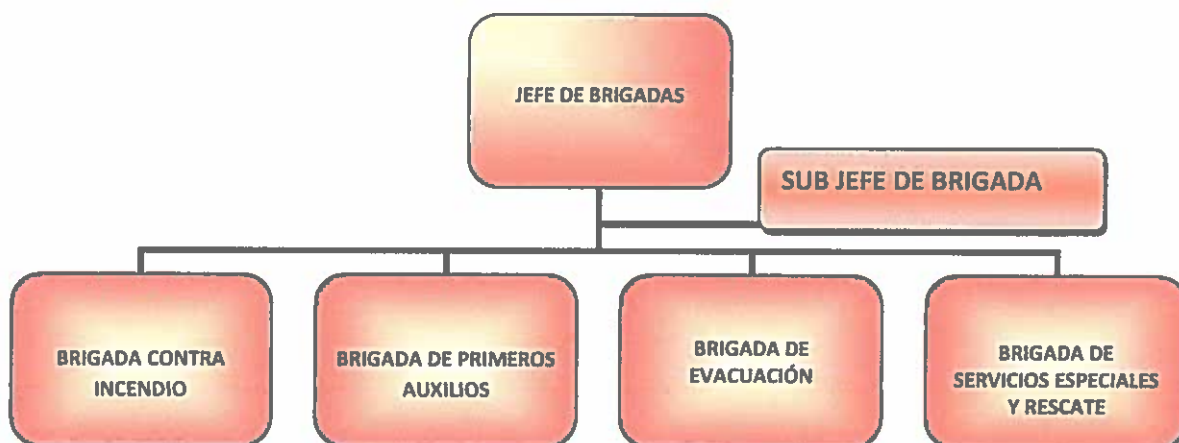 JEFE DE BRIGADAS
SUB JEFE DE BRIGADA
BRIGADA CONTRA
INCENDIO
BRIGADA DE PRIMEROS
AUXILIOS
BRIGADA DE
EVACUACIÓN
BRIGADA DE
SERVICIOS ESPECIALES
Y RESCATE